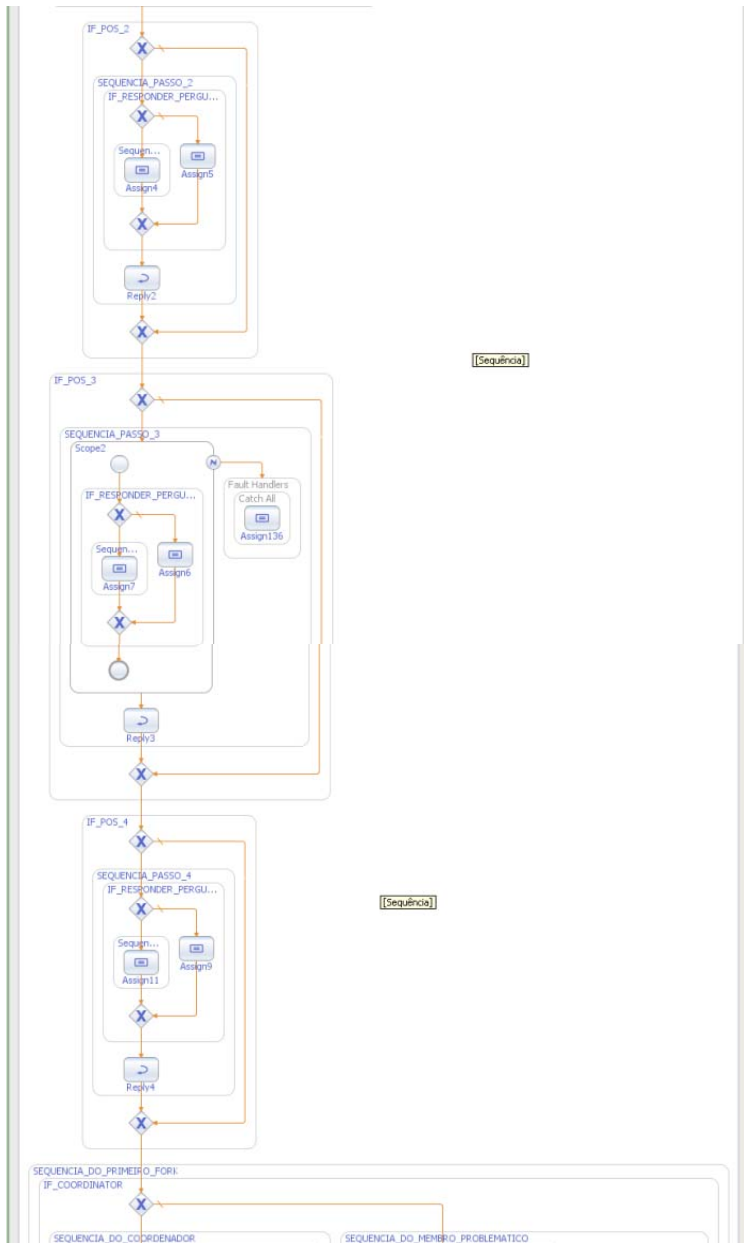 IF_POS_2
SEQUENCIA_PASSO_2
IF_RESPONDER_PERGU...
Sequen...
Assign4
Assign5
Reply2
[Sequência]
IF_POS_3
SEQUENCIA_PASSO_3
Scope2
Fault Handlers
Catch All
Assign136
IF_RESPONDER_PERGU...
Sequen...
Assign7
Assign6
Reply3
IF_POS_4
SEQUENCIA_PASSO_4
IF_RESPONDER_PERGU...
[Sequência]
Sequen...
Assign11
Assign9
Reply4
SEQUENCIA_DO_PRIMEIRO_FORK
IF_COORDINATOR
SEQUENCIA_DO_COORDENADOR
SEQUENCIA_DO_MEMBRO_PROBLEMATICO